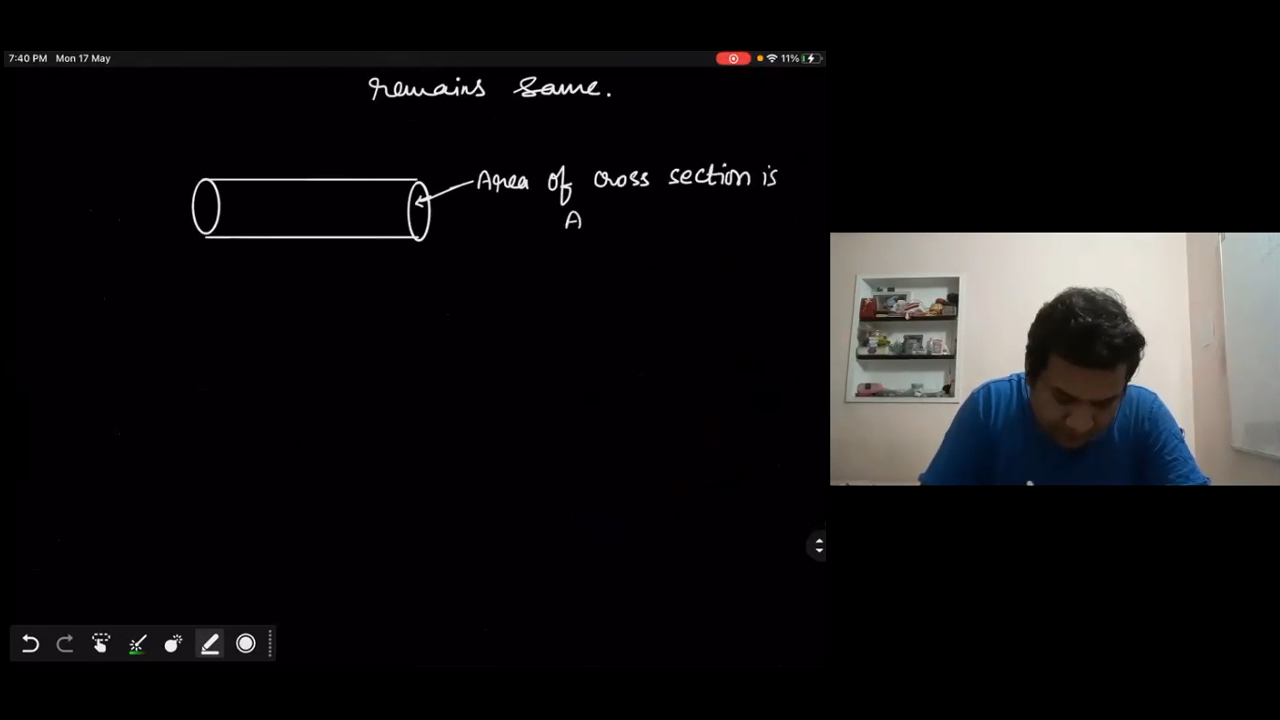 7:40 PM Mon 17 May
11%
remains same.
Area of cross section is
A